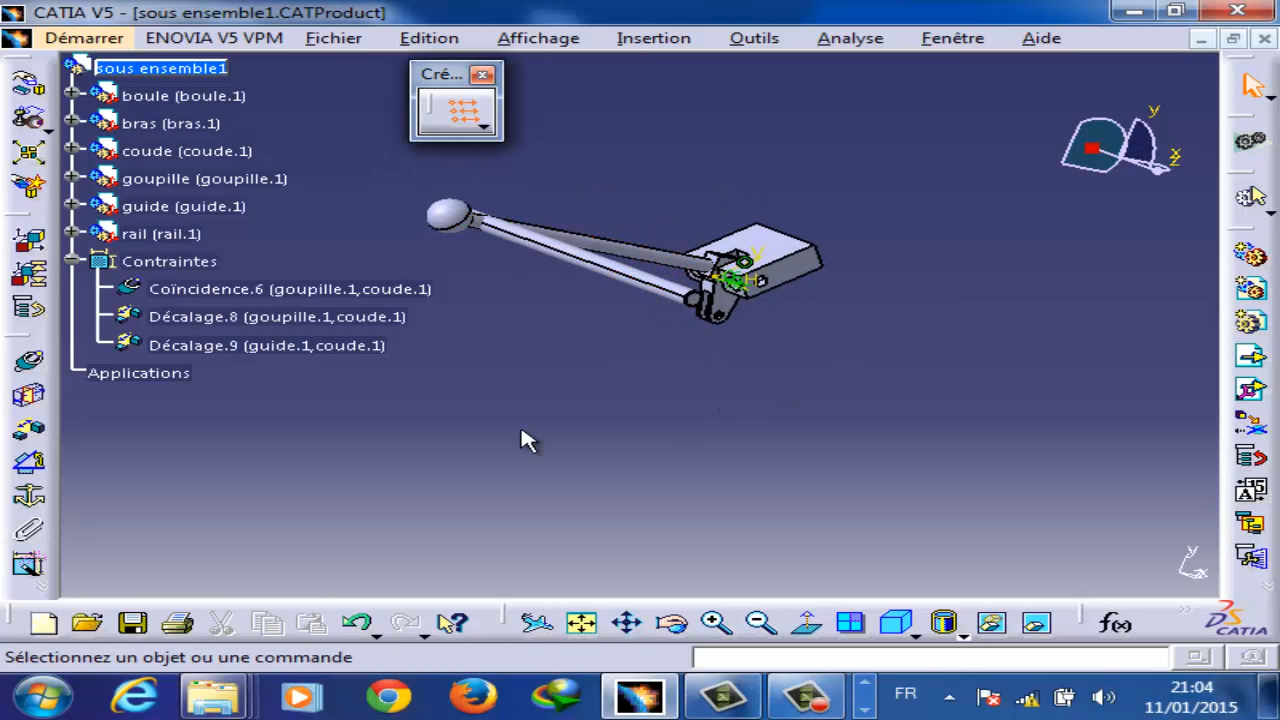 CATIA V5 - [sous ensemble1.CATProduct]
Démarrer ENOVIA V5 VPM Fichier Edition Affichage Insertion Outils Analyse Fenêtre Aide
sous ensemble1
boule (boule.1)
bras (bras.1)
coude (coude.1)
goupille (goupille.1)
guide (guide.1)
rail (rail.1)
Contraintes
Coïncidence.6 (goupille.1,coude.1)
Décalage.8 (goupille.1,coude.1)
Décalage.9 (guide.1,coude.1)
Applications
Cré...
y
x
z
V
H
15
A
y
x
f(x)
CATIA
Sélectionnez un objet ou une commande
FR
21:04
11/01/2015